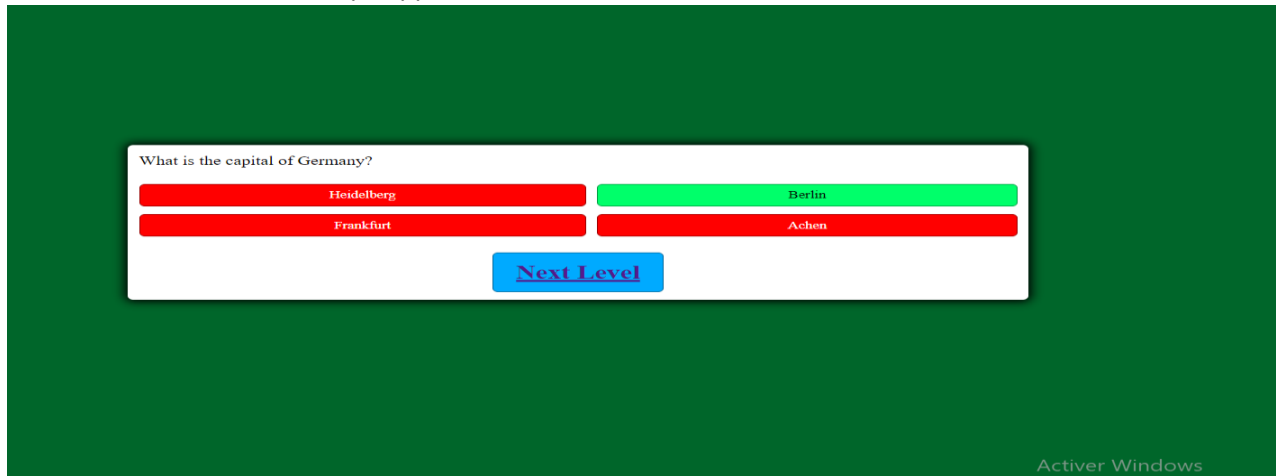 What is the capital of Germany?
Heidelberg Berlin
Frankfurt Achen
Next Level
Activer Windows